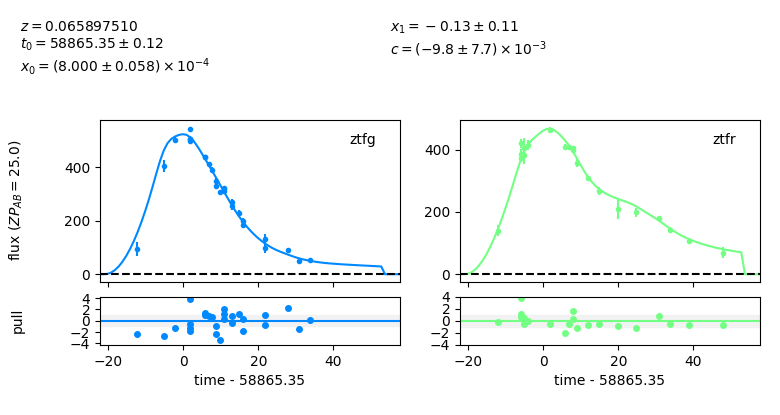 z = 0.065897510
t₀ = 58865.35 ± 0.12
x₀ = (8.000 ± 0.058) × 10⁻⁴
x₁ = −0.13 ± 0.11
c = (−9.8 ± 7.7) × 10⁻³
flux (ZP_AB = 25.0)
400
200
0
ztfg
400
200
0
ztfr
pull
4
2
0
−2
−4
−20
0
20
40
time - 58865.35
4
2
0
−2
−4
−20
0
20
40
time - 58865.35